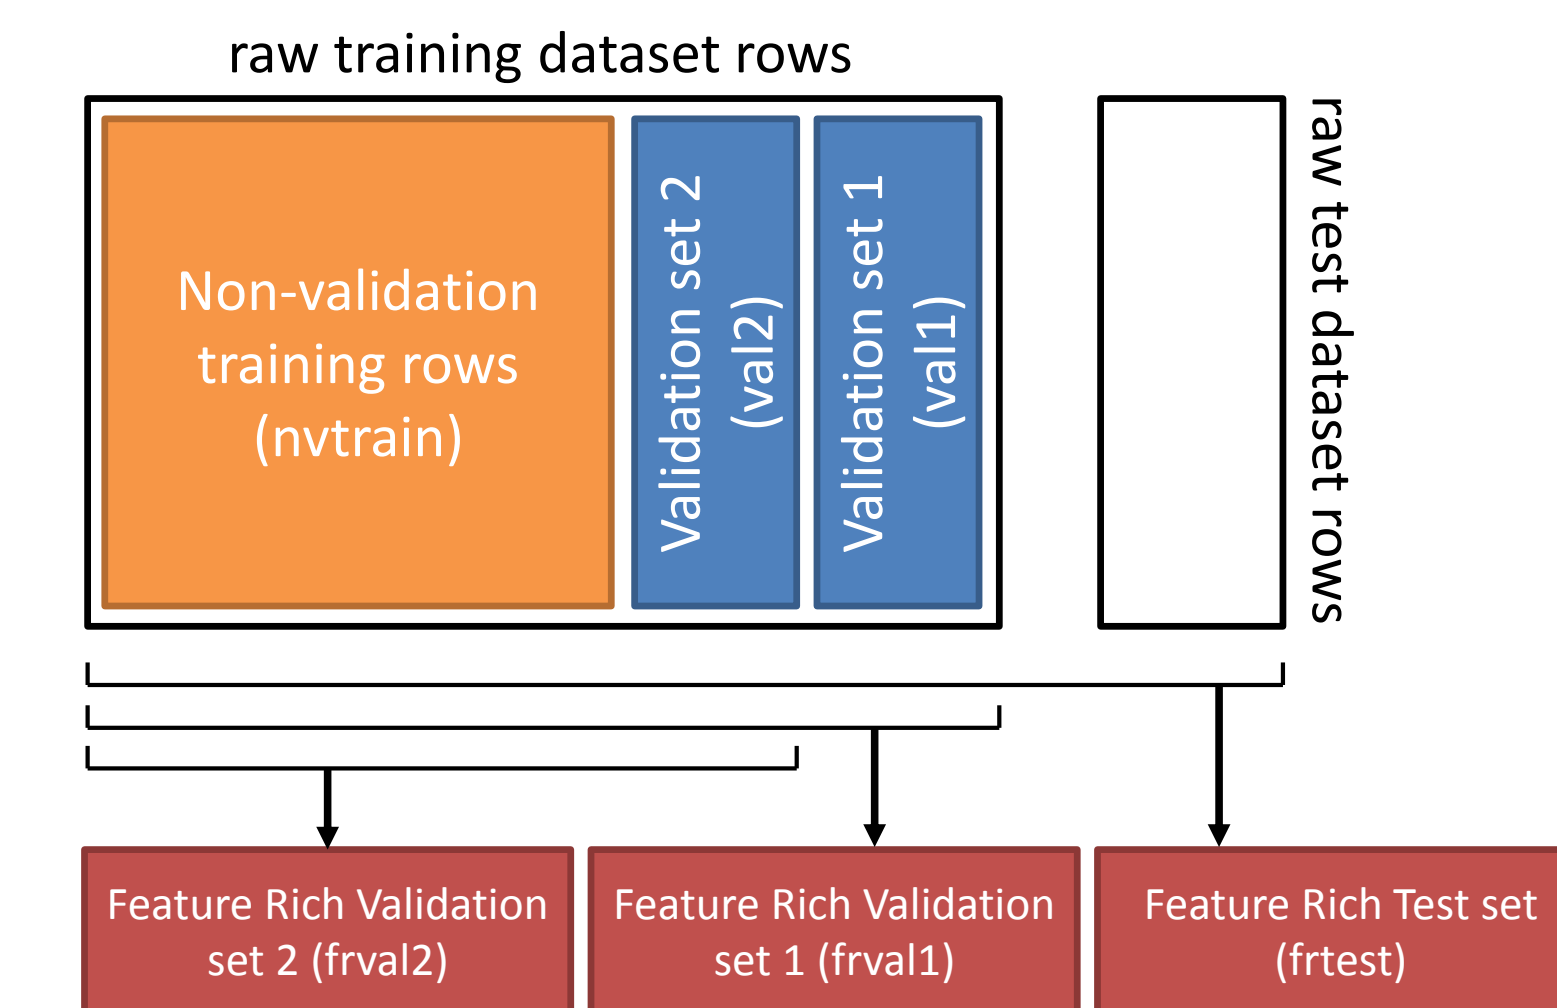 raw training dataset rows
Non-validation
training rows
(nvtrain)
Validation set 2
(val2)
Validation set 1
(val1)
raw test dataset rows
Feature Rich Validation
set 2 (frval2)
Feature Rich Validation
set 1 (frval1)
Feature Rich Test set
(frtest)